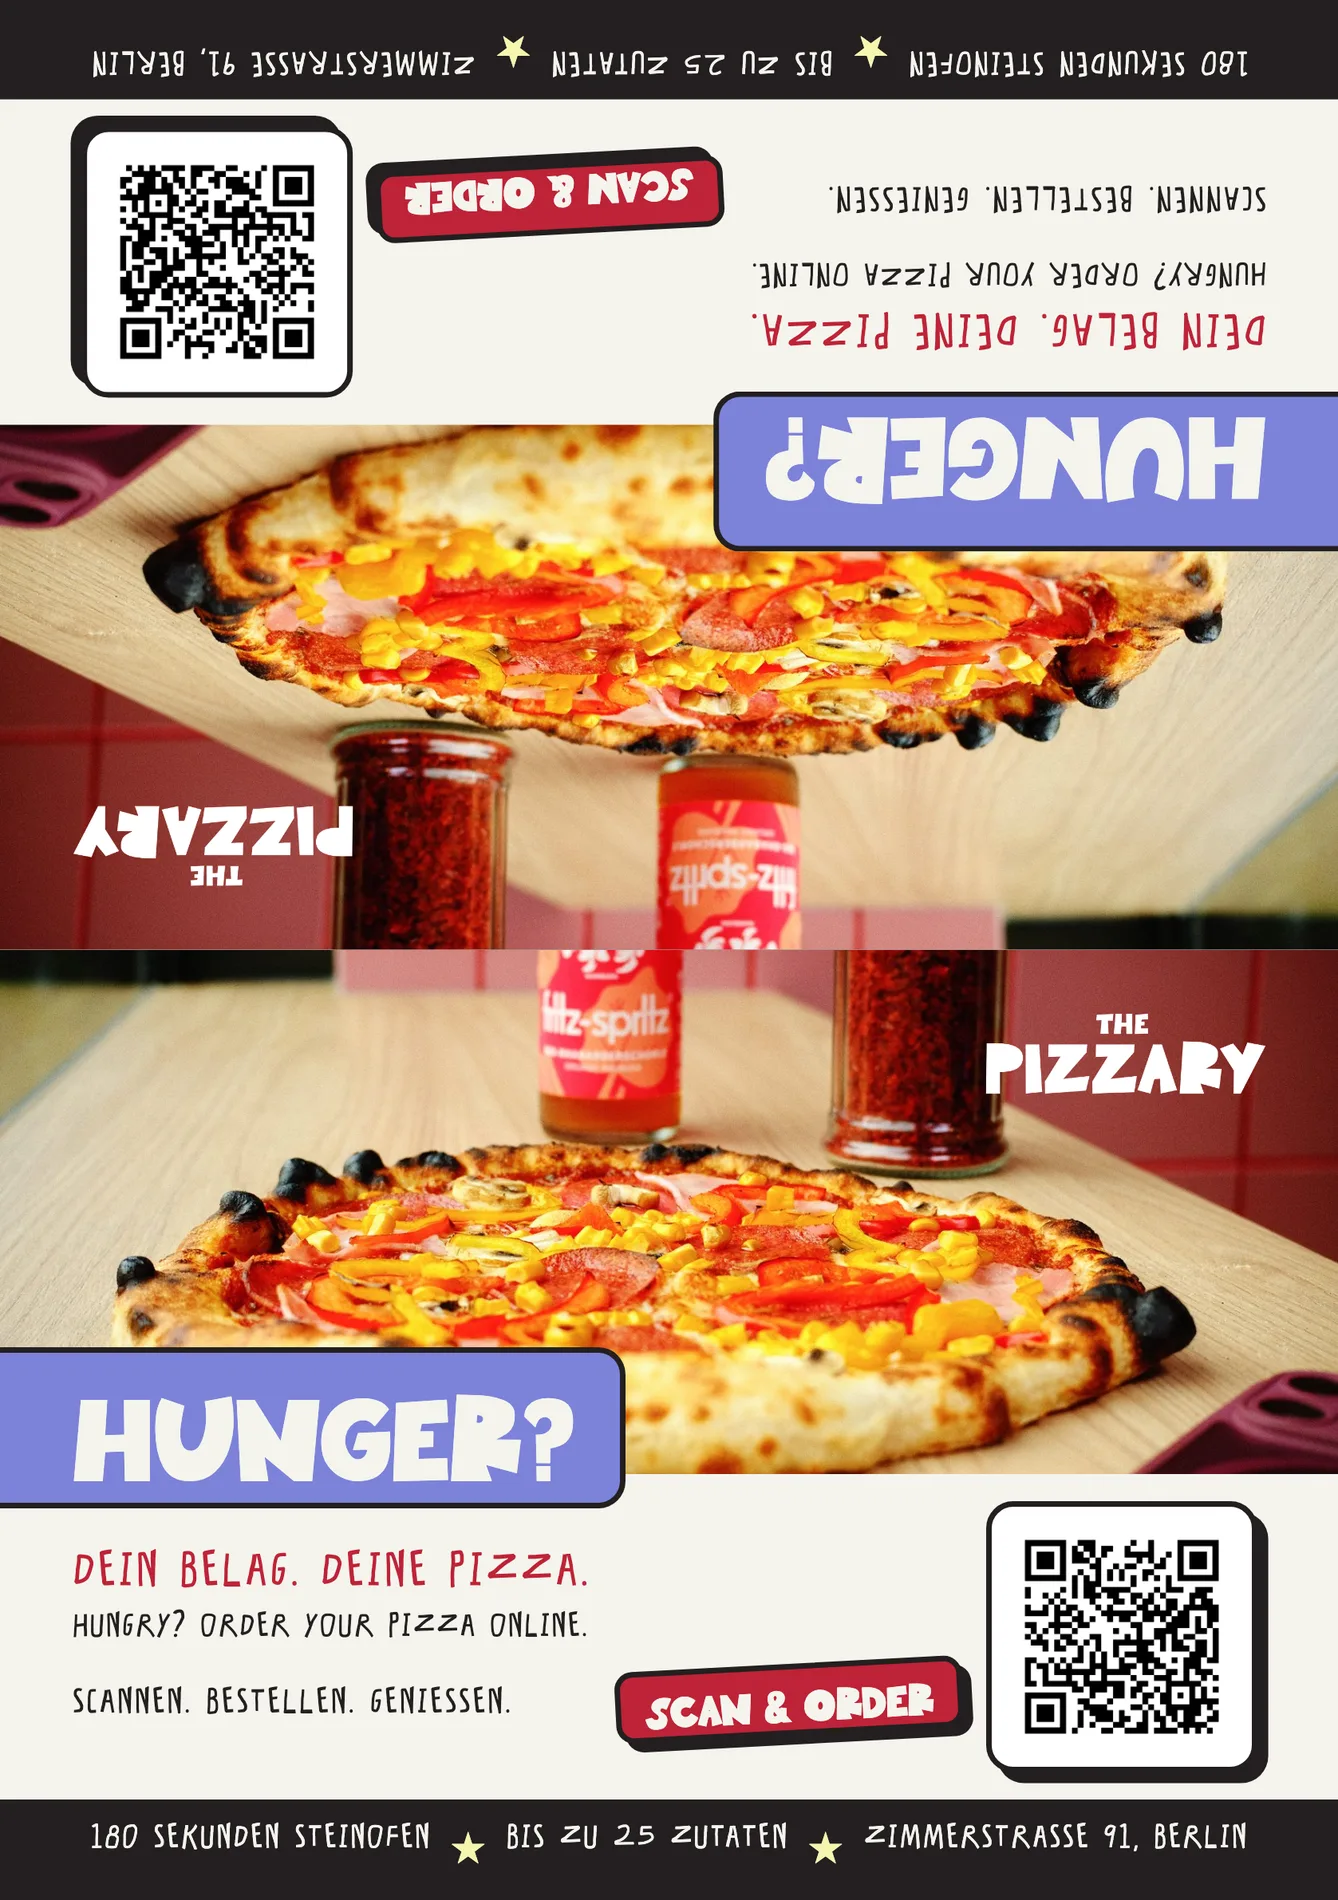 180 SEKUNDEN STEINOFEN ★ BIS ZU 25 ZUTATEN ★ ZIMMERSTRASSE 91, BERLIN
SCAN & ORDER
SCANNEN. BESTELLEN. GENIESSEN.
HUNGRY? ORDER YOUR PIZZA ONLINE.
DEIN BELAG. DEINE PIZZA.
HUNGER?
THE
PIZZARY
fritz-spritz
fritz-spritz
THE
PIZZARY
HUNGER?
DEIN BELAG. DEINE PIZZA.
HUNGRY? ORDER YOUR PIZZA ONLINE.
SCANNEN. BESTELLEN. GENIESSEN.
SCAN & ORDER
180 SEKUNDEN STEINOFEN ★ BIS ZU 25 ZUTATEN ★ ZIMMERSTRASSE 91, BERLIN